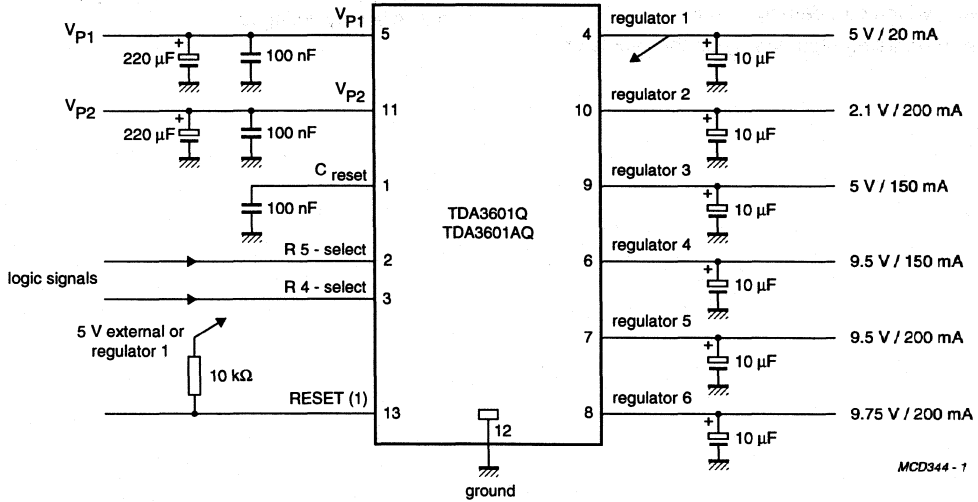 V P1 V P1 5
220 µF 100 nF
+
V P2 V P2 11
220 µF 100 nF
+
C reset 1
100 nF
logic signals
R 5 - select 2
R 4 - select 3
5 V external or
regulator 1
10 kΩ
RESET (1) 13
TDA3601Q
TDA3601AQ
12
ground
4 regulator 1 5 V / 20 mA
+ 10 µF
10 regulator 2 2.1 V / 200 mA
+ 10 µF
9 regulator 3 5 V / 150 mA
+ 10 µF
6 regulator 4 9.5 V / 150 mA
+ 10 µF
7 regulator 5 9.5 V / 200 mA
+ 10 µF
8 regulator 6 9.75 V / 200 mA
+ 10 µF
MCD344 - 1